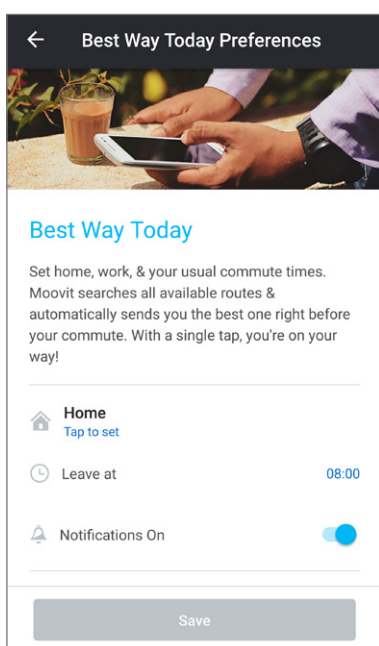 Best Way Today Preferences
Best Way Today
Set home, work, & your usual commute times.
Moovit searches all available routes &
automatically sends you the best one right before
your commute. With a single tap, you're on your
way!
Home
Tap to set
Leave at 08:00
Notifications On
Save